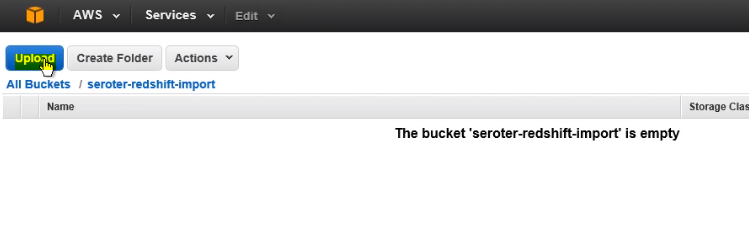 AWS Services Edit
Upload Create Folder Actions
All Buckets / seroter-redshift-import
Name Storage Clas
The bucket 'seroter-redshift-import' is empty